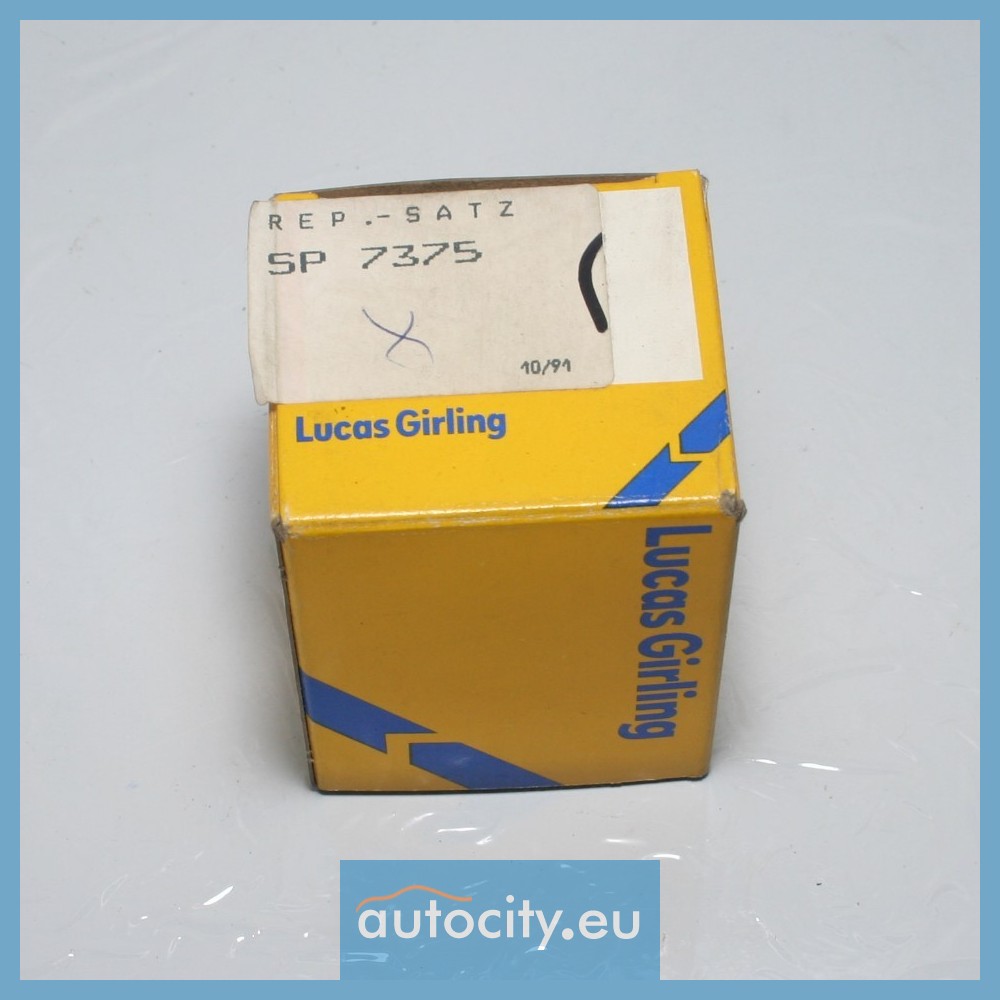 REP.-SATZ
SP 7375
10/91
Lucas Girling
Lucas Girling
autocity.eu